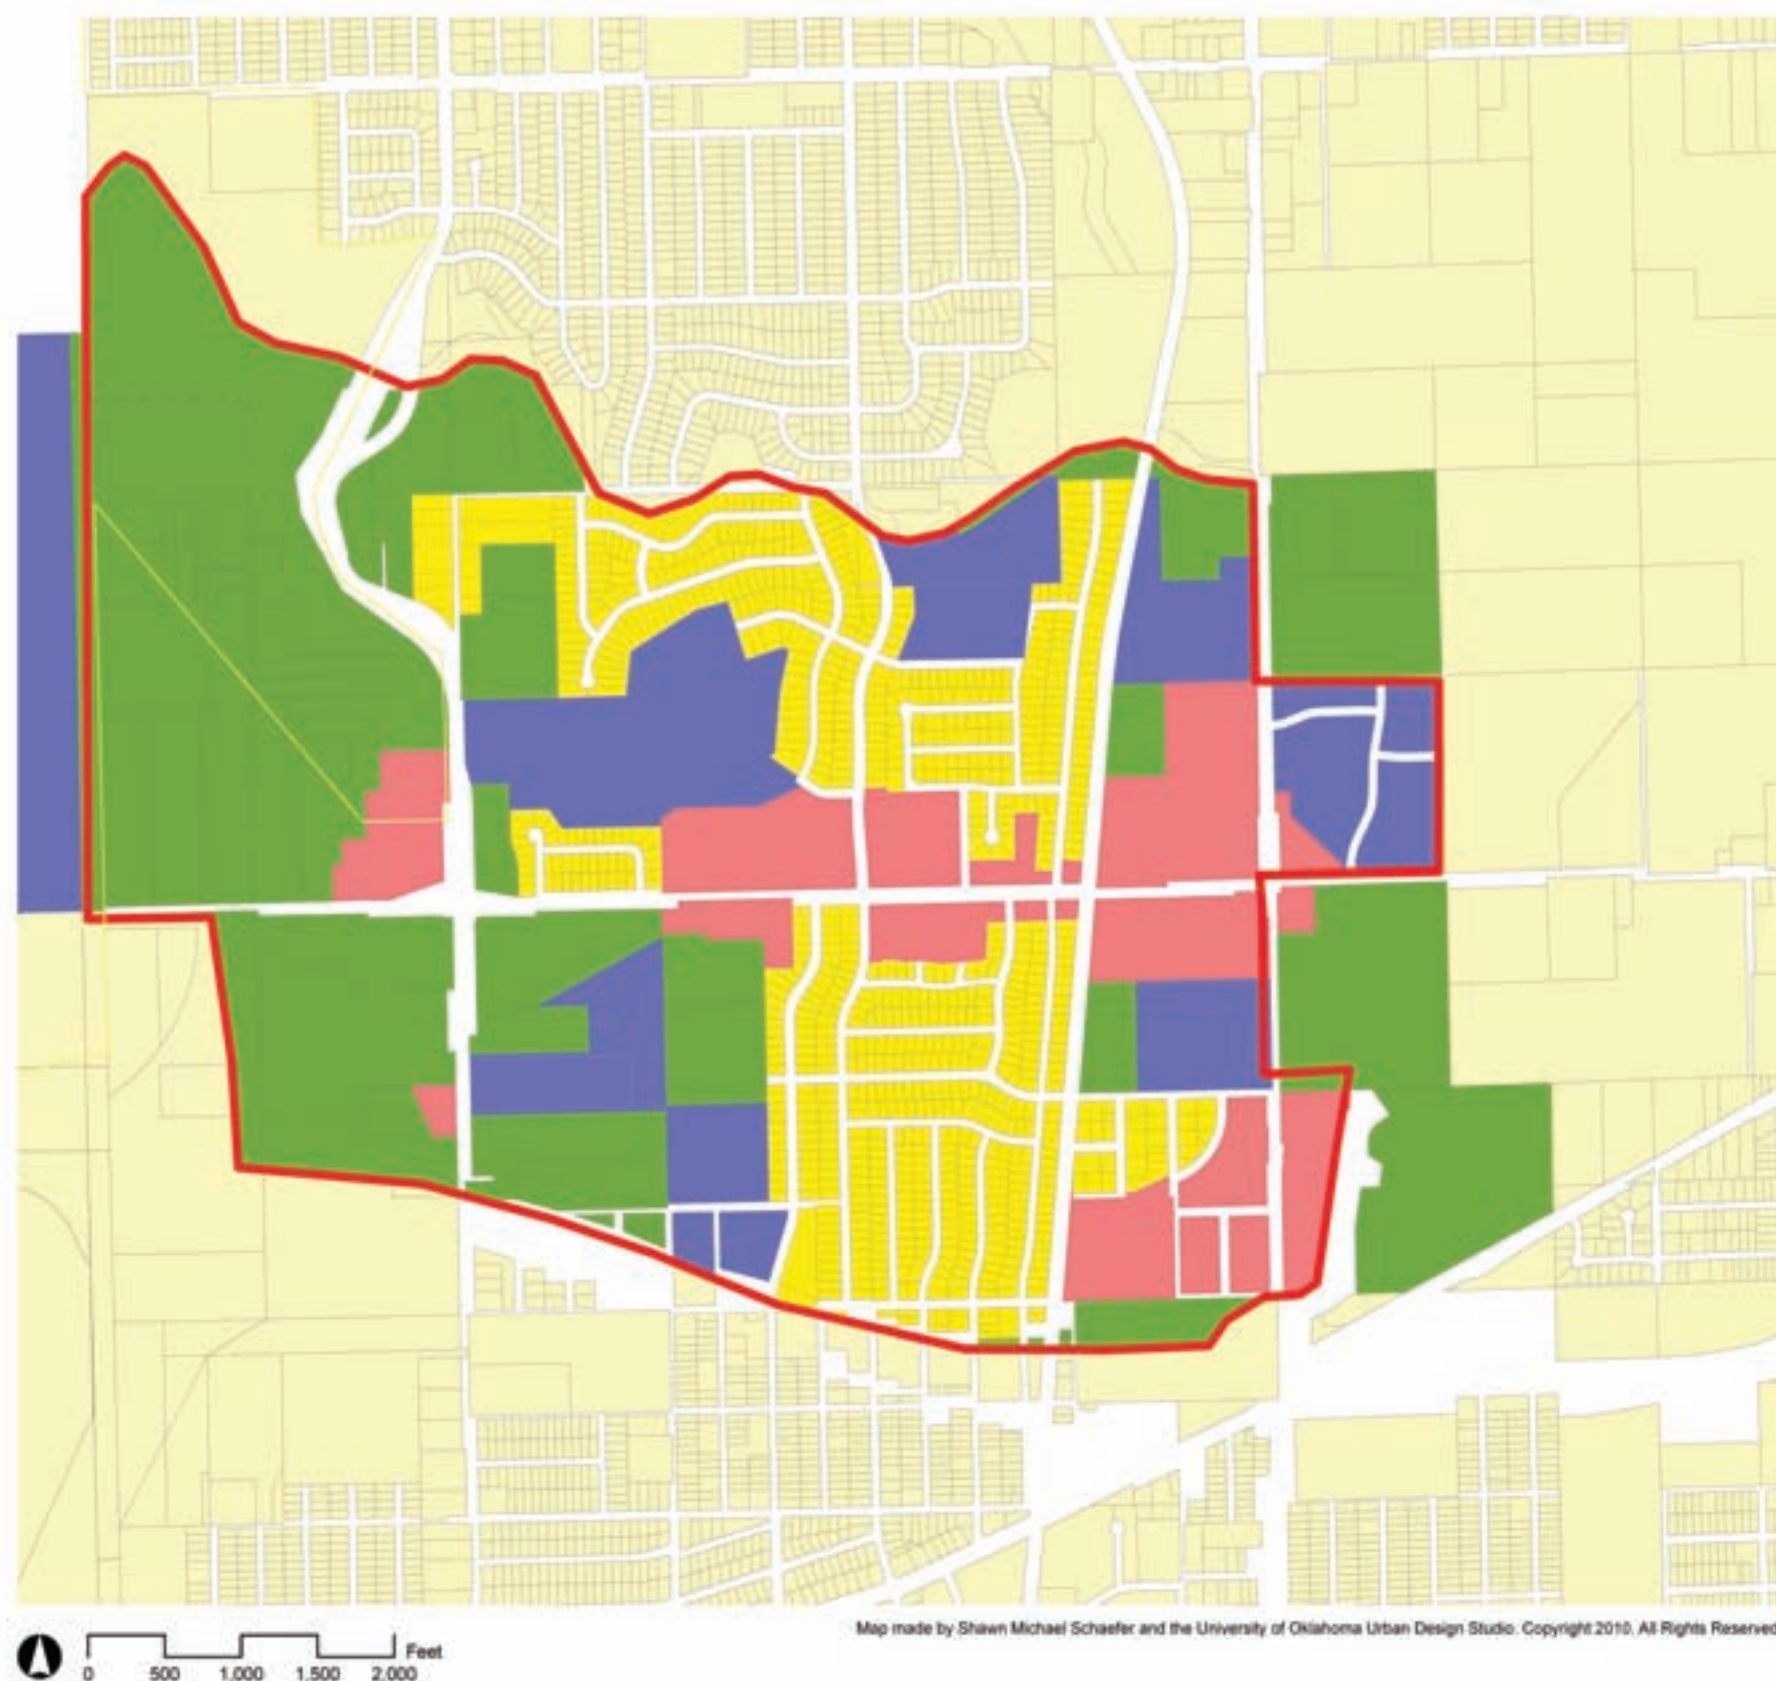 Map made by Shawn Michael Schaefer and the University of Oklahoma Urban Design Studio. Copyright 2010. All Rights Reserved
Feet
0 500 1,000 1,500 2,000